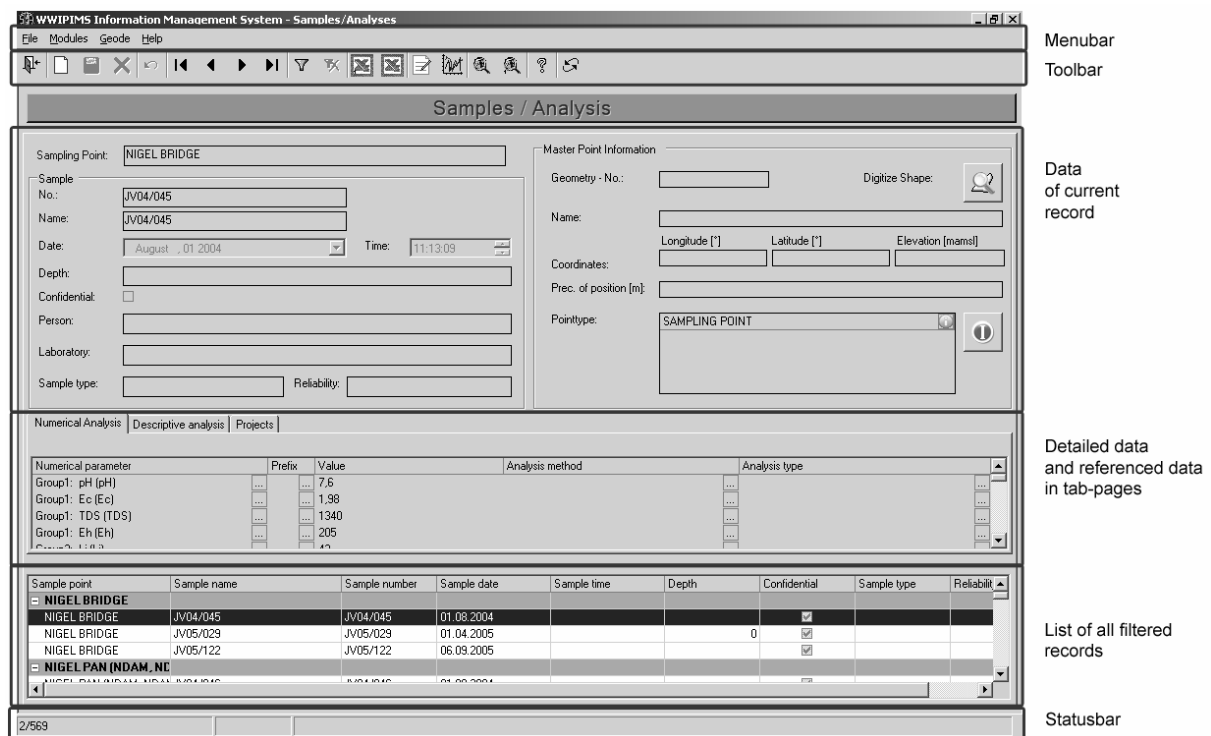 WWIPIMS Information Management System - Samples/Analyses
File Modules Geode Help
Menubar
Toolbar
Samples / Analysis
Data
of current
record
Sampling Point: NIGEL BRIDGE
Sample
No.: JV04/045
Name: JV04/045
Date: August , 01 2004 Time: 11:13:09
Depth:
Confidential:
Person:
Laboratory:
Sample type: Reliability:
Master Point Information
Geometry - No.: Digitize Shape:
Name:
Longitude [°] Latitude [°] Elevation [mamsl]
Coordinates:
Prec. of position [m]:
Pointtype: SAMPLING POINT
Numerical Analysis Descriptive analysis Projects
Detailed data
and referenced data
in tab-pages
Numerical parameter Prefix Value Analysis method Analysis type
Group1: pH (pH) ... ... 7,6 ... ...
Group1: Ec (Ec) ... ... 1,98 ... ...
Group1: TDS (TDS) ... ... 1340 ... ...
Group1: Eh (Eh) ... ... 205 ... ...
Sample point Sample name Sample number Sample date Sample time Depth Confidential Sample type Reliabilit
NIGEL BRIDGE
NIGEL BRIDGE JV04/045 JV04/045 01.08.2004
NIGEL BRIDGE JV05/029 JV05/029 01.04.2005 0
NIGEL BRIDGE JV05/122 JV05/122 06.09.2005
NIGEL PAN (NDAM, ND
List of all filtered
records
2/569
Statusbar